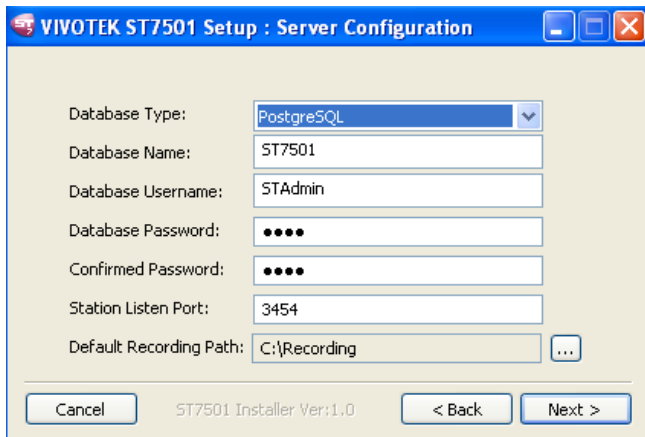 VIVOTEK ST7501 Setup : Server Configuration
Database Type: PostgreSQL
Database Name: ST7501
Database Username: STAdmin
Database Password: ●●●●
Confirmed Password: ●●●●
Station Listen Port: 3454
Default Recording Path: C:\Recording ...
Cancel ST7501 Installer Ver:1.0 < Back Next >